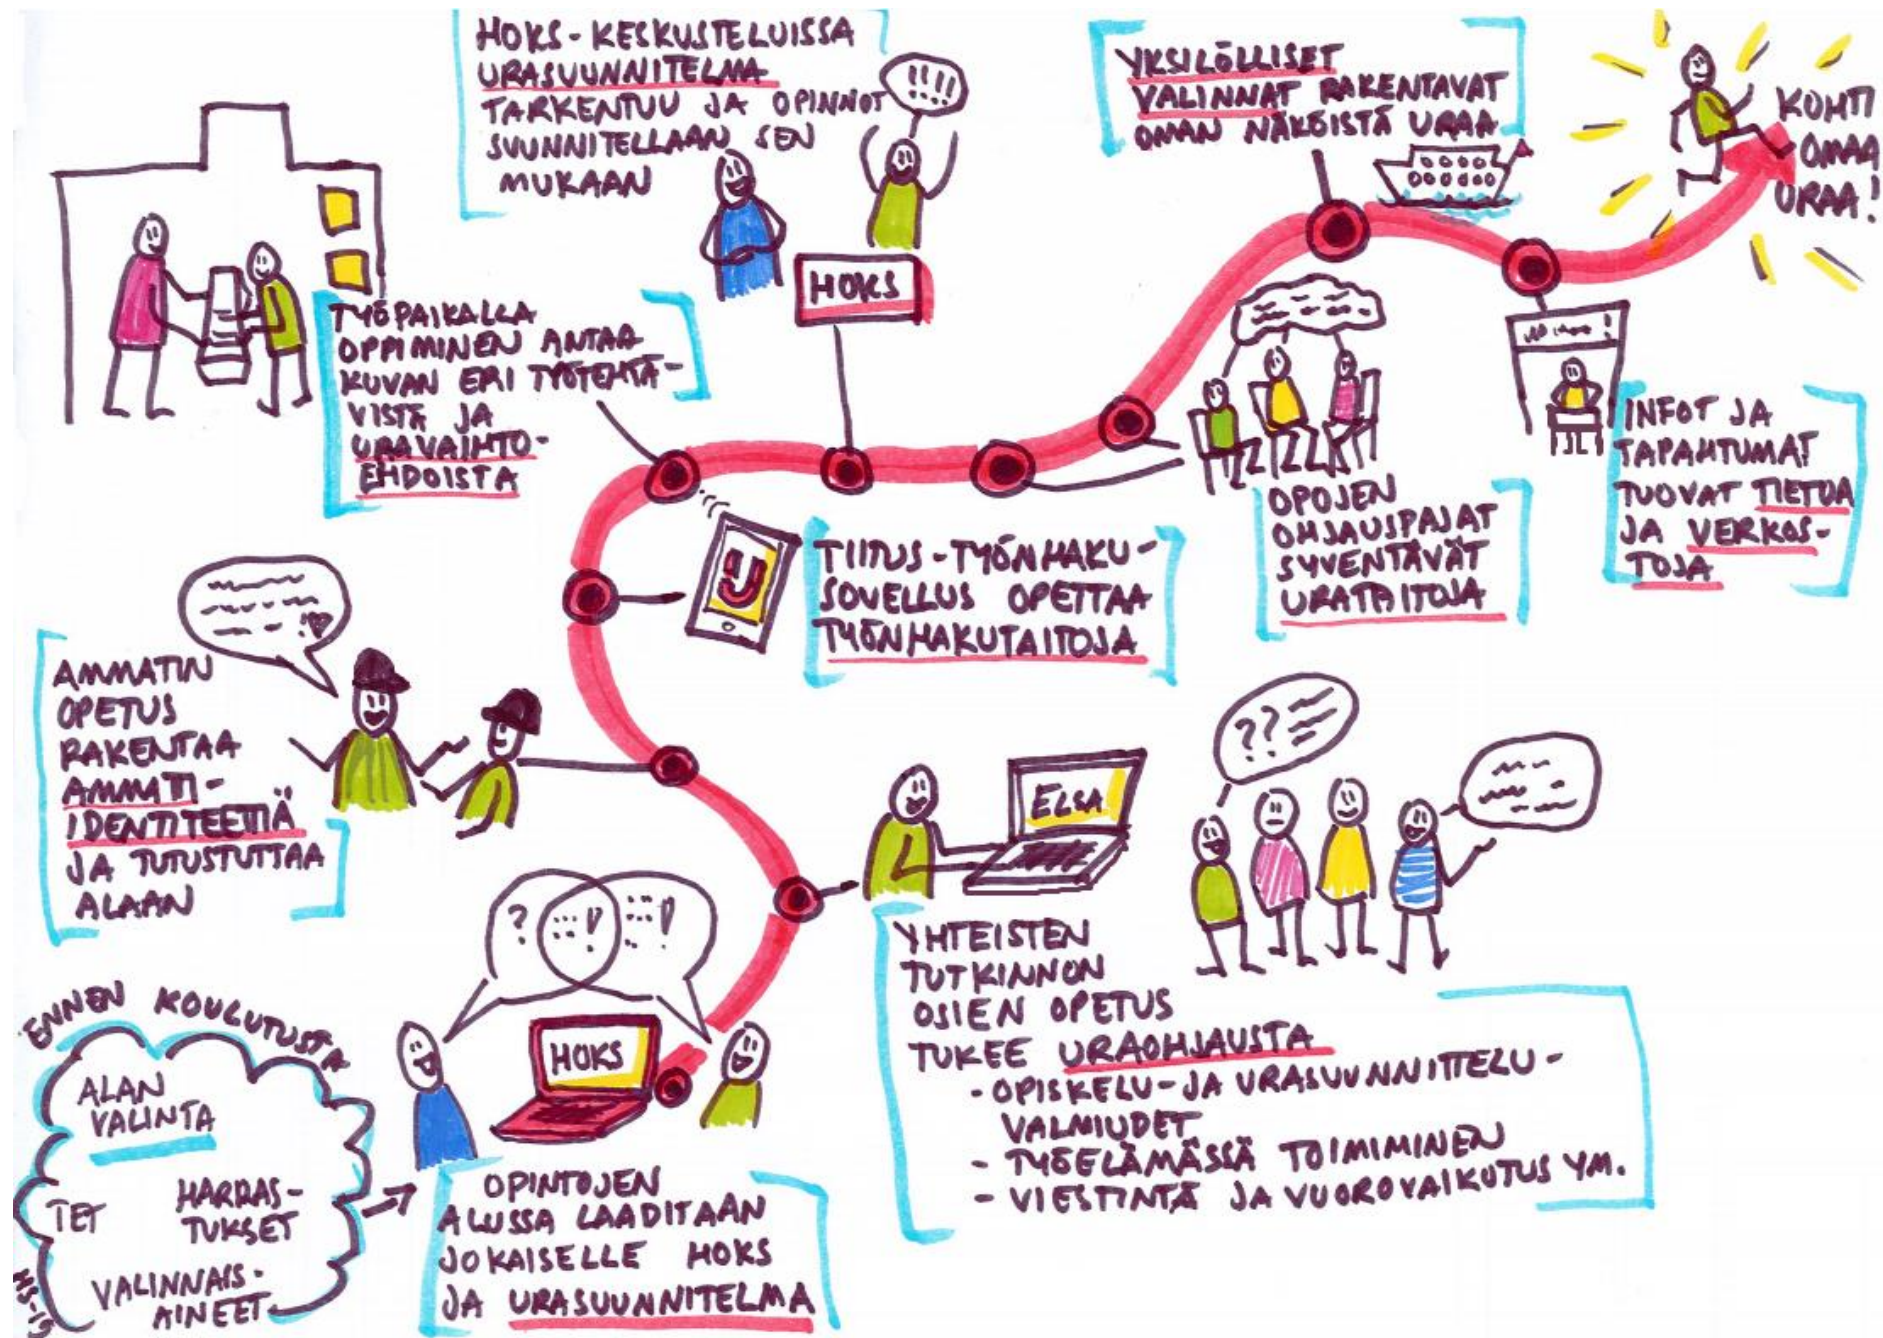 HOKS-KESKUSTELUISSA
URASUUNNITELMA
TARKENTUU JA OPINNOT
SUUNNITELLAAN SEN
MUKAAN
!!!!
HOKS
YKSILÖLLISET
VALINNAT RAKENTAVAT
OMAN NÄKÖISTÄ URAA
KOHTI
OMAA
URAA!
TYÖPAIKALLA
OPPIMINEN ANTAA
KUVAN ERI TYÖTEHTÄ-
VISTÄ JA
URAVAIHTO-
EHDOISTA
INFOT JA
TAPAHTUMAT
TUOVAT TIETOA
JA VERKOS-
TOJA
OPOJEN
OHJAUSPAJAT
SYVENTÄVÄT
URATAITOJA
TIITUS-TYÖNHAKU-
SOVELLUS OPETTAA
TYÖNHAKUTAITOJA
AMMATIN
OPETUS
RAKENTAA
AMMATI-
IDENTITEETTIÄ
JA TUTUSTUTTAA
ALAAN
ELSA
??
YHTEISTEN
TUTKINNON
OSIEN OPETUS
TUKEE URAOHJAUSTA
- OPISKELU- JA URASUUNNITTELU-
VALMIUDET
- TYÖELÄMÄSSÄ TOIMIMINEN
- VIESTINTÄ JA VUOROVAIKUTUS YM.
ENNEN KOULUTUSTA
ALAN
VALINTA
TET
HARRAS-
TUKSET
VALINNAIS-
AINEET
?
HOKS
OPINTOJEN
ALUSSA LAADITAAN
JOKAISELLE HOKS
JA URASUUNNITELMA